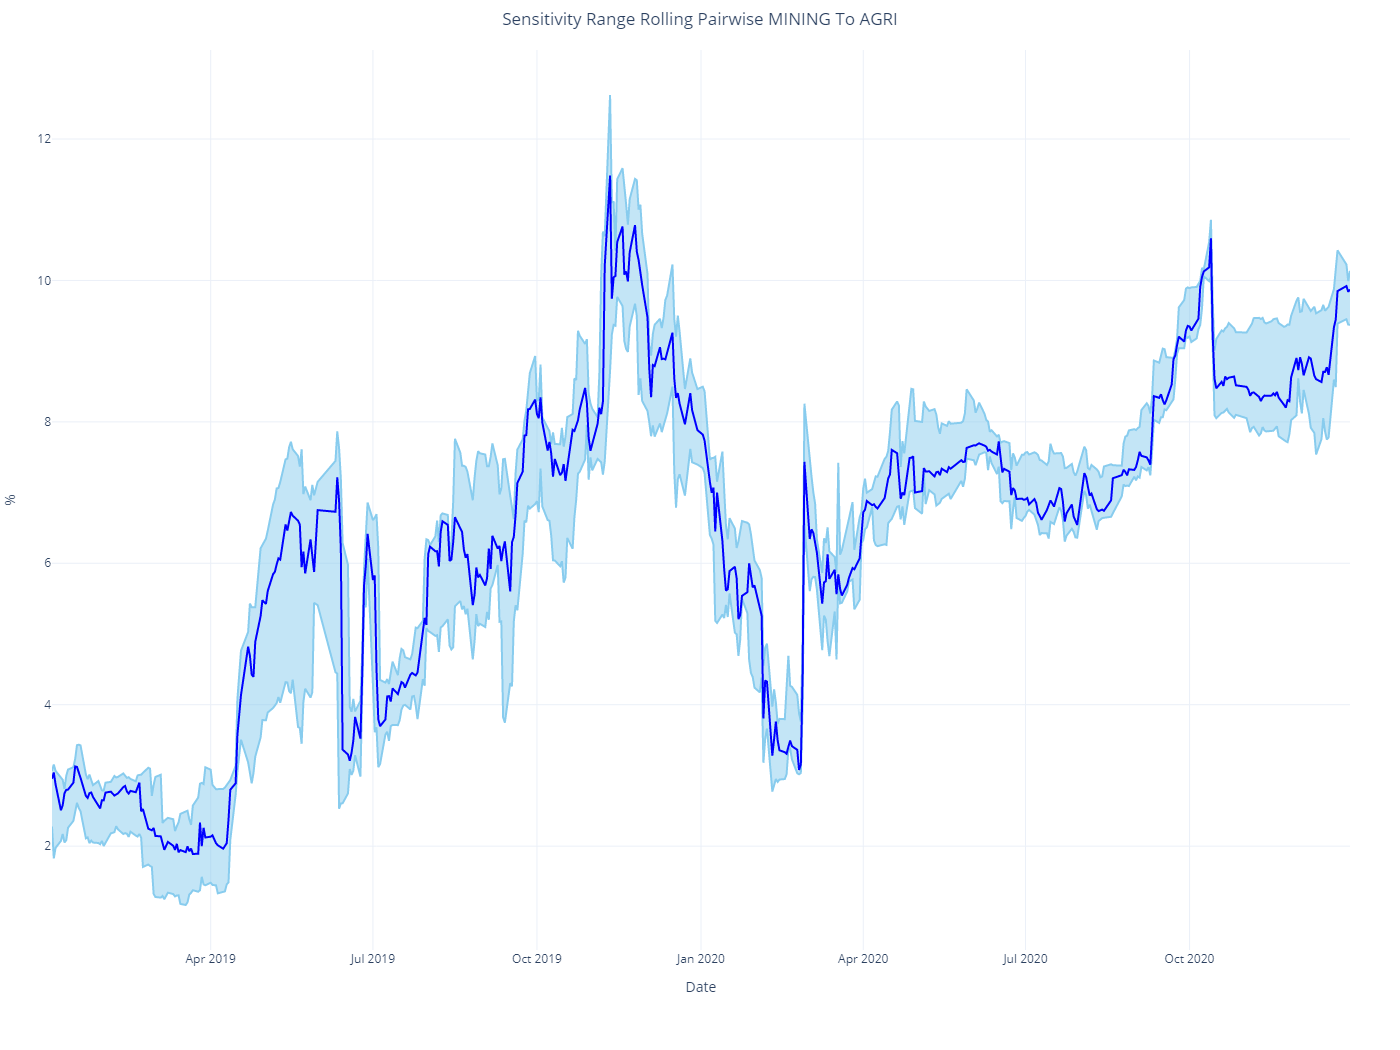 Sensitivity Range Rolling Pairwise MINING To AGRI
12
10
8
6
4
2
%
Apr 2019
Jul 2019
Oct 2019
Jan 2020
Apr 2020
Jul 2020
Oct 2020
Date